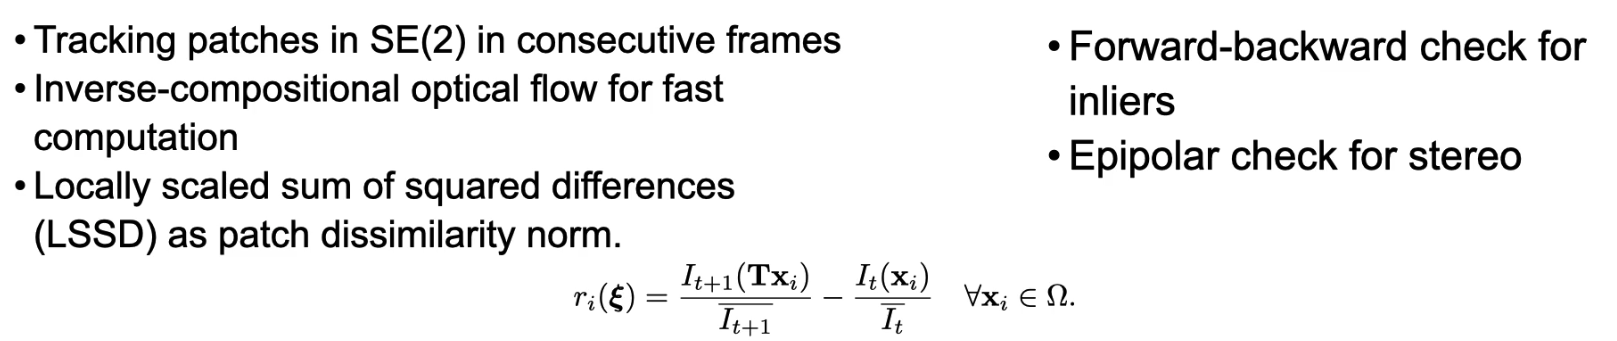 • Tracking patches in SE(2) in consecutive frames
• Inverse-compositional optical flow for fast
computation
• Locally scaled sum of squared differences
(LSSD) as patch dissimilarity norm.
• Forward-backward check for
inliers
• Epipolar check for stereo
$r_i(\boldsymbol{\xi}) = \frac{I_{t+1}(\mathbf{T}\mathbf{x}_i)}{\overline{I_{t+1}}} - \frac{I_t(\mathbf{x}_i)}{\overline{I_t}} \quad \forall \mathbf{x}_i \in \Omega.$